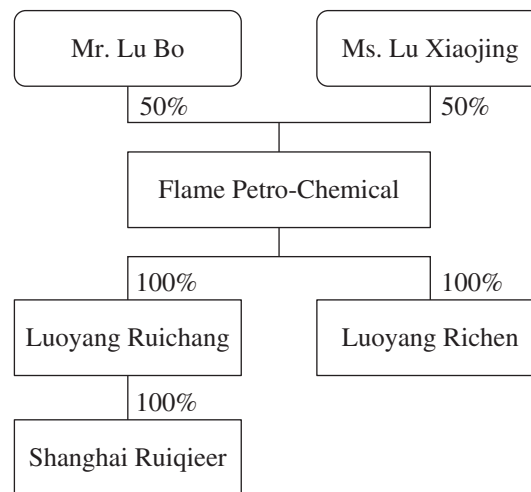 Mr. Lu Bo
Ms. Lu Xiaojing
50%
50%
Flame Petro-Chemical
100%
100%
Luoyang Ruichang
Luoyang Richen
100%
Shanghai Ruiqieer